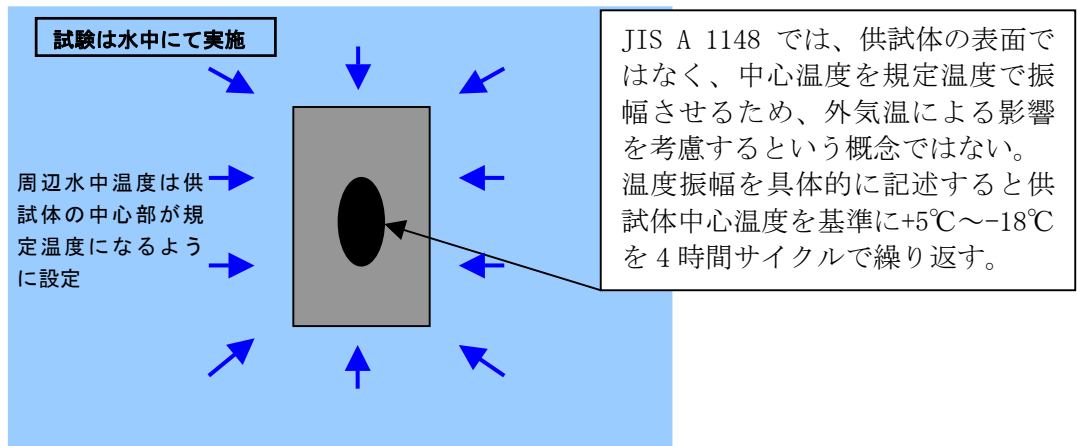 試験は水中にて実施
JIS A 1148 では、供試体の表面で
はなく、中心温度を規定温度で振
幅させるため、外気温による影響
を考慮するという概念ではない。
温度振幅を具体的に記述すると供
試体中心温度を基準に+5℃～-18℃
を 4 時間サイクルで繰り返す。
周辺水中温度は供
試体の中心部が規
定温度になるよう
に設定